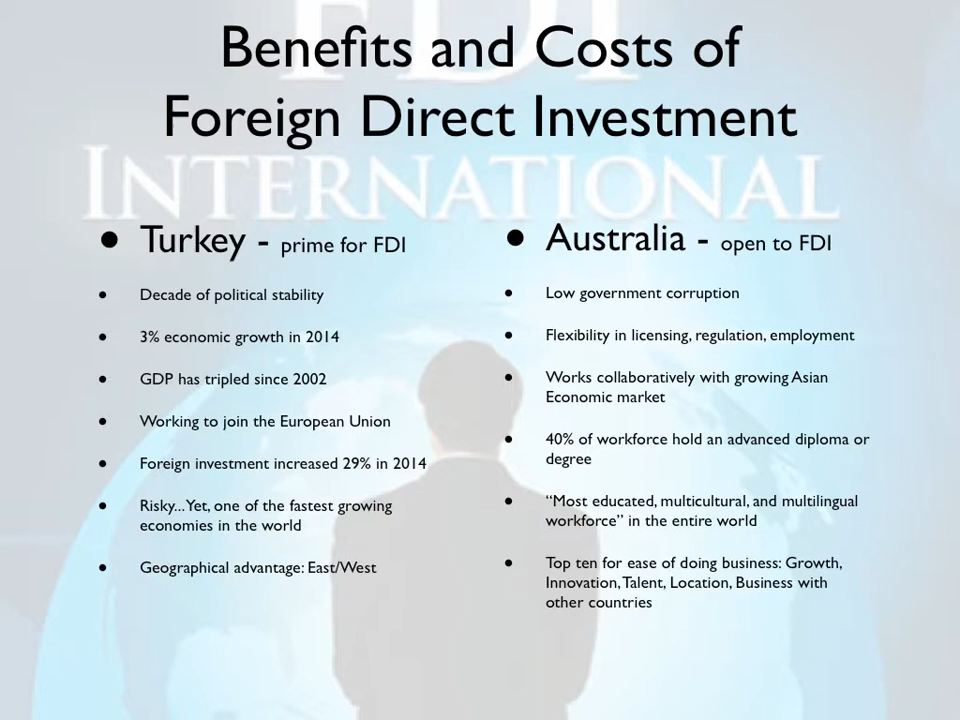 FDI
Benefits and Costs of
Foreign Direct Investment
INTERNATIONAL
• Turkey - prime for FDI
• Decade of political stability
• 3% economic growth in 2014
• GDP has tripled since 2002
• Working to join the European Union
• Foreign investment increased 29% in 2014
• Risky...Yet, one of the fastest growing
economies in the world
• Geographical advantage: East/West
• Australia - open to FDI
• Low government corruption
• Flexibility in licensing, regulation, employment
• Works collaboratively with growing Asian
Economic market
• 40% of workforce hold an advanced diploma or
degree
• “Most educated, multicultural, and multilingual
workforce” in the entire world
• Top ten for ease of doing business: Growth,
Innovation, Talent, Location, Business with
other countries